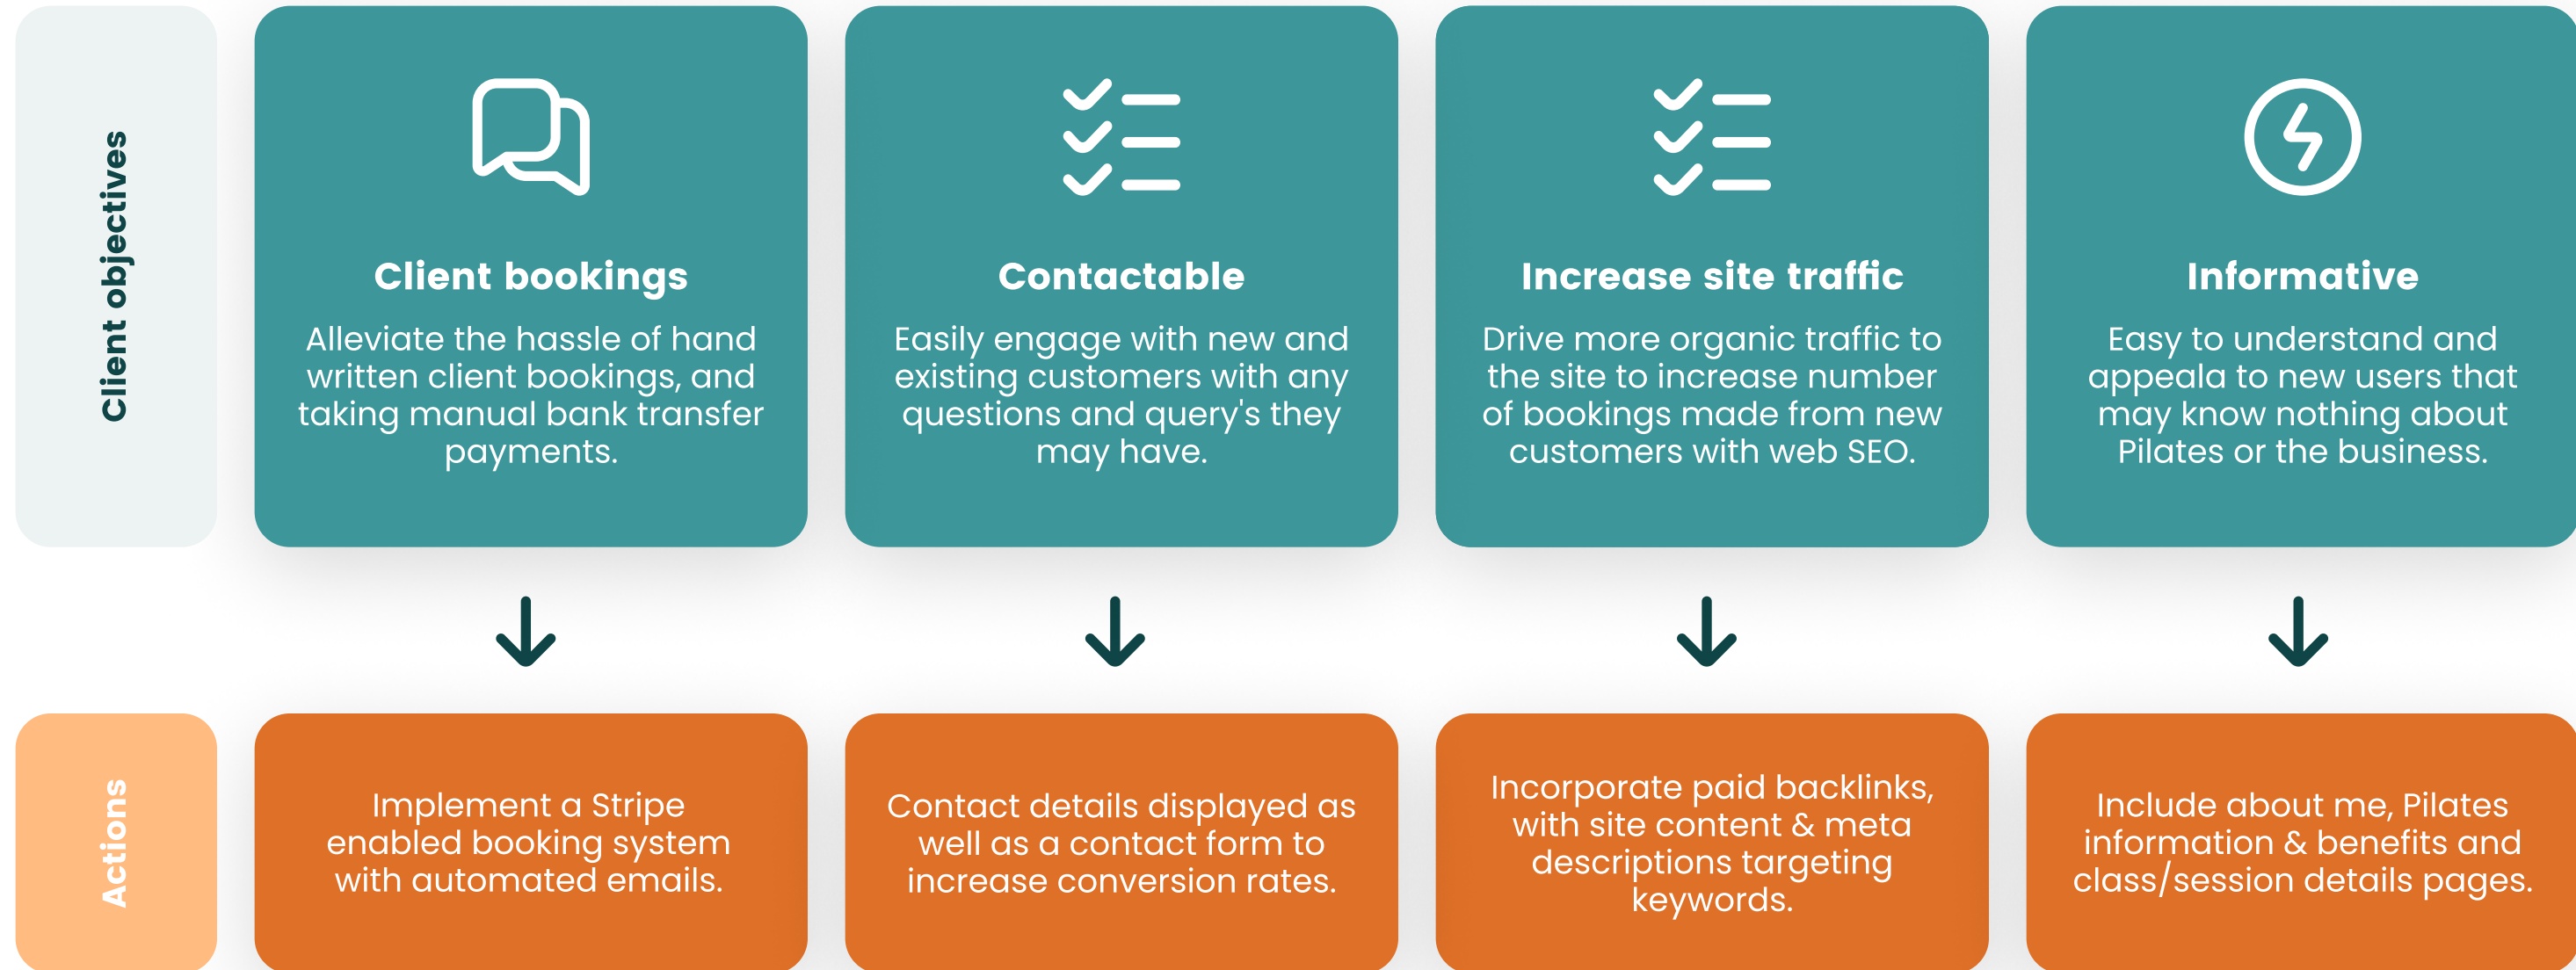 Client objectives
Client bookings
Alleviate the hassle of hand
written client bookings, and
taking manual bank transfer
payments.
Contactable
Easily engage with new and
existing customers with any
questions and query's they
may have.
Increase site traffic
Drive more organic traffic to
the site to increase number
of bookings made from new
customers with web SEO.
Informative
Easy to understand and
appeala to new users that
may know nothing about
Pilates or the business.
Actions
Implement a Stripe
enabled booking system
with automated emails.
Contact details displayed as
well as a contact form to
increase conversion rates.
Incorporate paid backlinks,
with site content & meta
descriptions targeting
keywords.
Include about me, Pilates
information & benefits and
class/session details pages.